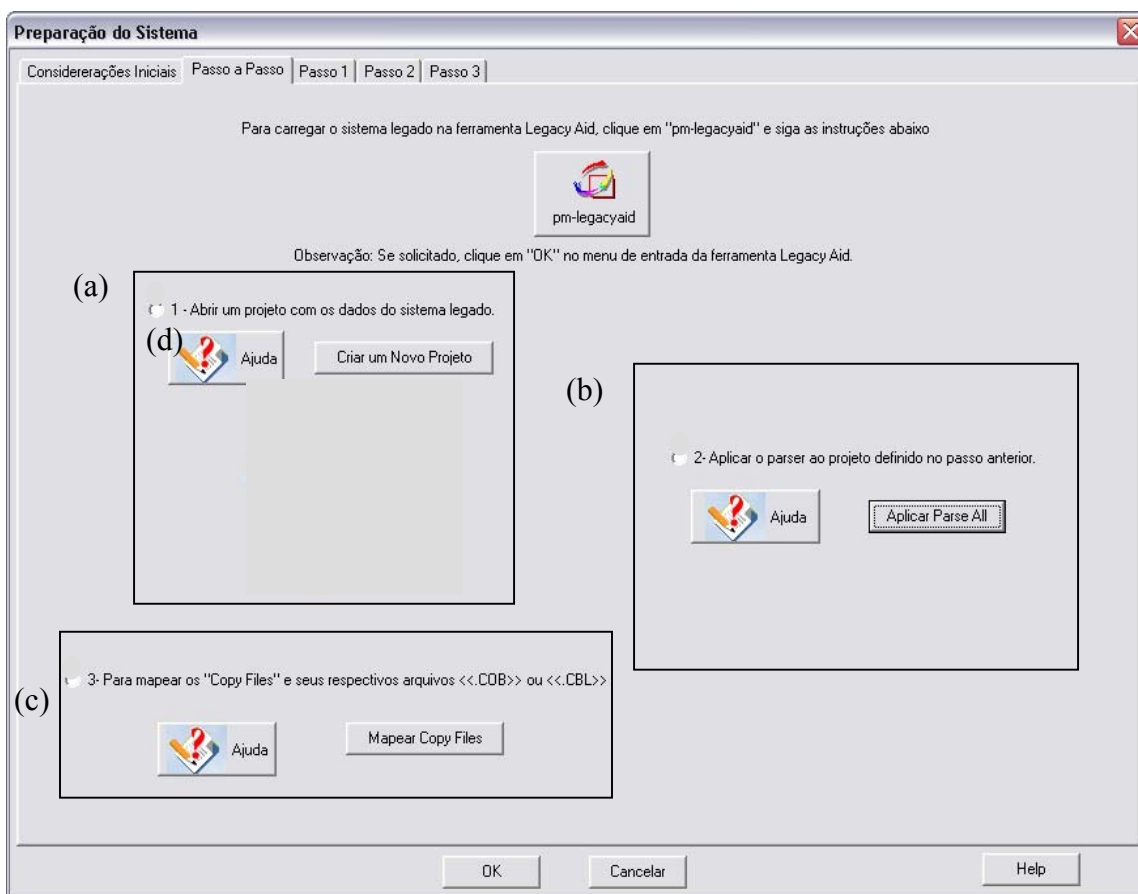 Preparação do Sistema
Considererações Iniciais Passo a Passo Passo 1 Passo 2 Passo 3
Para carregar o sistema legado na ferramenta Legacy Aid, clique em "pm-legacyaid" e siga as instruções abaixo
pm-legacyaid
Observação: Se solicitado, clique em "OK" no menu de entrada da ferramenta Legacy Aid.
(a)
1 - Abrir um projeto com os dados do sistema legado.
(d)
Ajuda Criar um Novo Projeto
(b)
2- Aplicar o parser ao projeto definido no passo anterior.
Ajuda Aplicar Parse All
(c)
3- Para mapear os "Copy Files" e seus respectivos arquivos <<.COB>> ou <<.CBL>>
Ajuda Mapear Copy Files
OK Cancelar Help